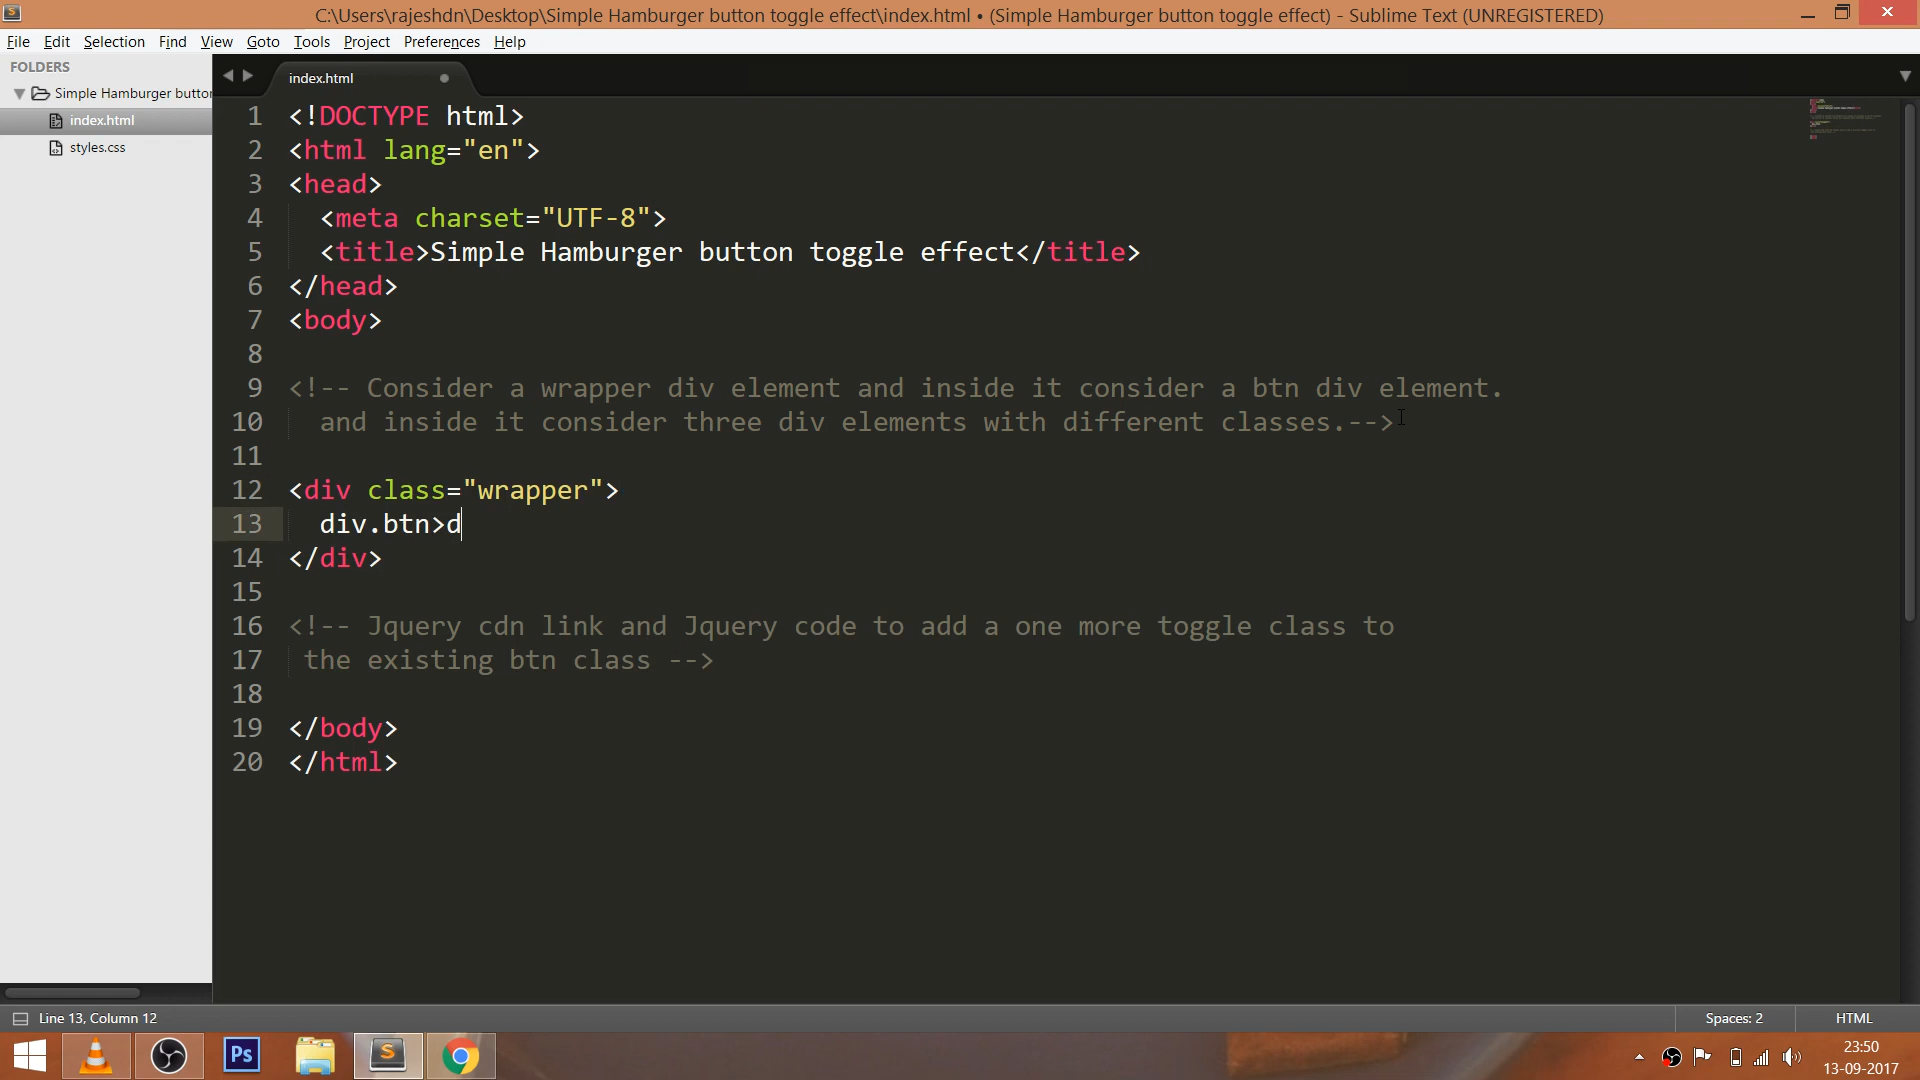 C:\Users\rajeshdn\Desktop\Simple Hamburger button toggle effect\index.html • (Simple Hamburger button toggle effect) - Sublime Text (UNREGISTERED)
File Edit Selection Find View Goto Tools Project Preferences Help
FOLDERS
Simple Hamburger butto
index.html
styles.css
index.html
1 <!DOCTYPE html>
2 <html lang="en">
3 <head>
4 <meta charset="UTF-8">
5 <title>Simple Hamburger button toggle effect</title>
6 </head>
7 <body>
8
9 <!-- Consider a wrapper div element and inside it consider a btn div element.
10 and inside it consider three div elements with different classes.-->
11
12 <div class="wrapper">
13 div.btn>d
14 </div>
15
16 <!-- Jquery cdn link and Jquery code to add a one more toggle class to
17 the existing btn class -->
18
19 </body>
20 </html>
Line 13, Column 12
Spaces: 2
HTML
Ps
23:50
13-09-2017